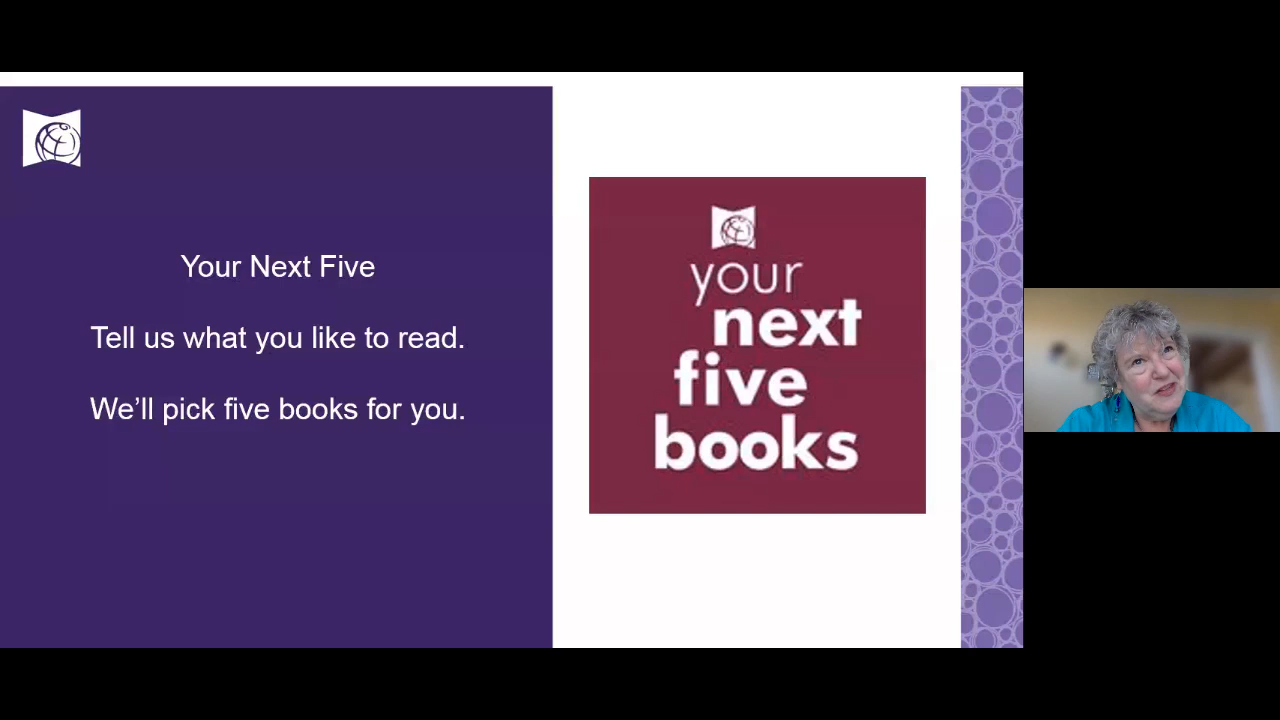 Your Next Five
Tell us what you like to read.
We’ll pick five books for you.
your
next
five
books